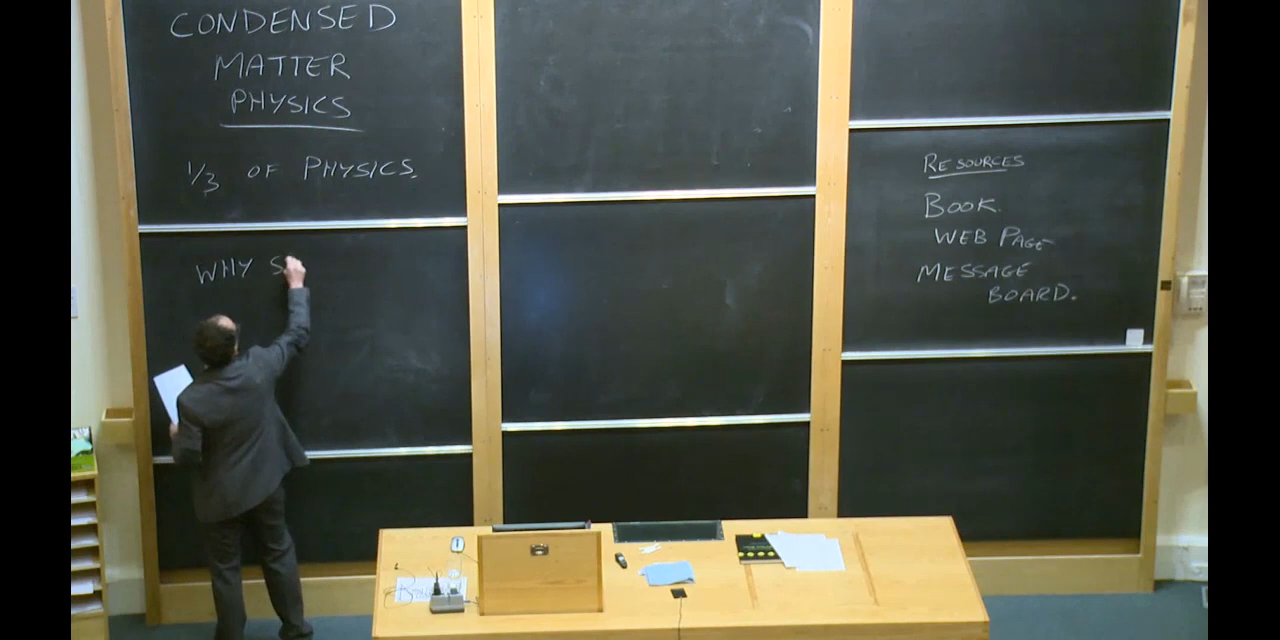 CONDENSED
MATTER
PHYSICS
1/3 OF PHYSICS.
WHY S
RESOURCES
BOOK.
WEB PAGE
MESSAGE
BOARD.